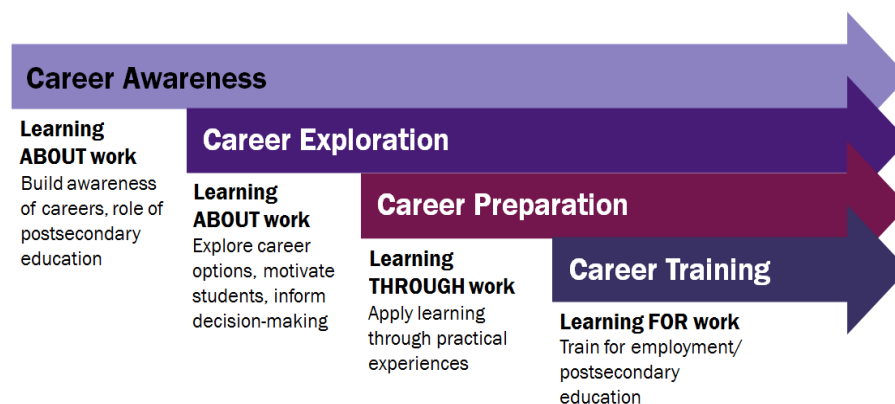 Career Awareness
Learning
ABOUT work
Build awareness
of careers, role of
postsecondary
education
Career Exploration
Learning
ABOUT work
Explore career
options, motivate
students, inform
decision-making
Career Preparation
Learning
THROUGH work
Apply learning
through practical
experiences
Career Training
Learning FOR work
Train for employment/
postsecondary
education